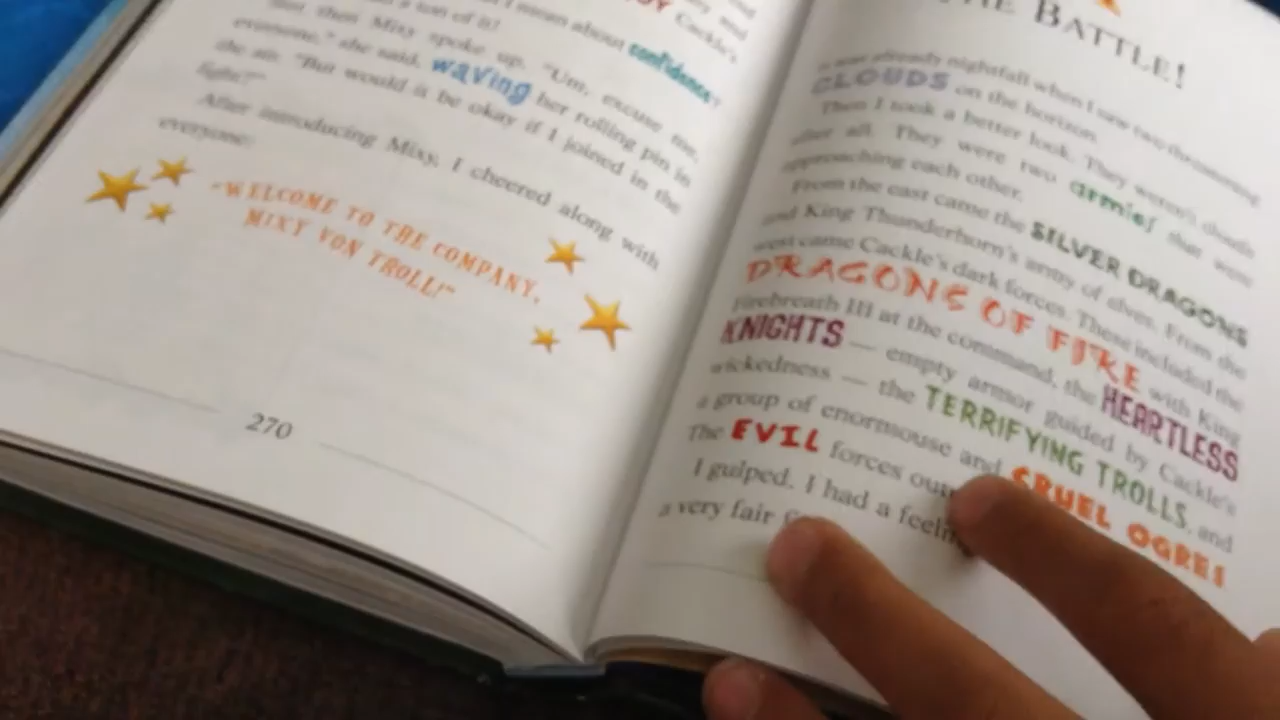 I mean about confidence?
a ton of it!
But then Mixy spoke up. "Um, excuse me,
everyone," she said, waving her rolling pin in
the air. "But would it be okay if I joined in the
fight?"
After introducing Mixy, I cheered along with
everyone:
"WELCOME TO THE COMPANY,
MIXY VON TROLL!"
270
THE BATTLE!
was already nightfall when I saw two threatening
CLOUDS on the horizon.
Then I took a better look. They weren't clouds
after all. They were two armies that were
approaching each other.
From the east came the SILVER DRAGONS
and King Thunderhorn's army of elves. From the
west came Cackle's dark forces. These included the
DRAGONS OF FIRE with King
Firebreath III at the command, the HEARTLESS
KNIGHTS — empty armor guided by Cackle's
wickedness — the TERRIFYING TROLLS, and
a group of enormouse and CRUEL OGRES
The EVIL forces
I gulped. I had a feeling
a very fair